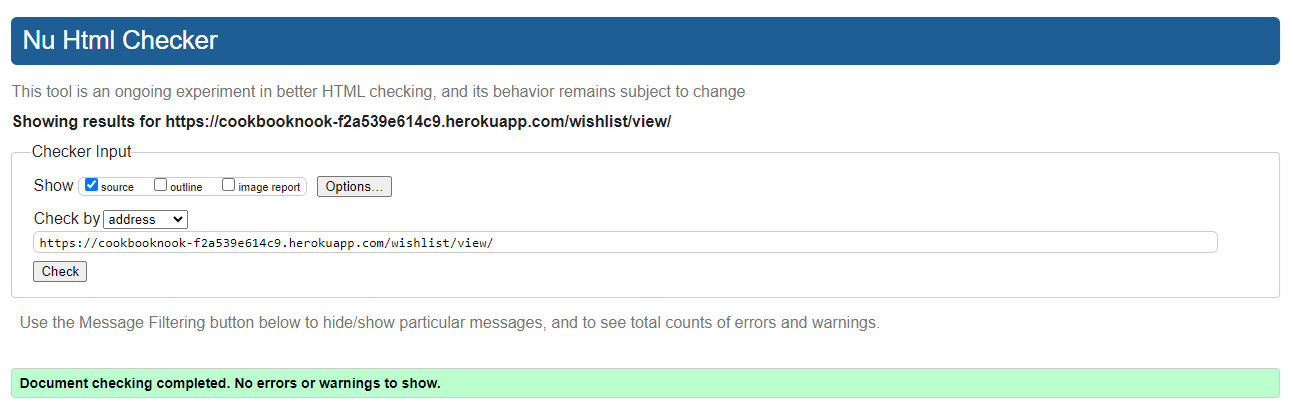 Nu Html Checker
This tool is an ongoing experiment in better HTML checking, and its behavior remains subject to change
Showing results for https://cookbooknook-f2a539e614c9.herokuapp.com/wishlist/view/
Checker Input
Show source outline image report Options...
Check by address
https://cookbooknook-f2a539e614c9.herokuapp.com/wishlist/view/
Check
Use the Message Filtering button below to hide/show particular messages, and to see total counts of errors and warnings.
Document checking completed. No errors or warnings to show.